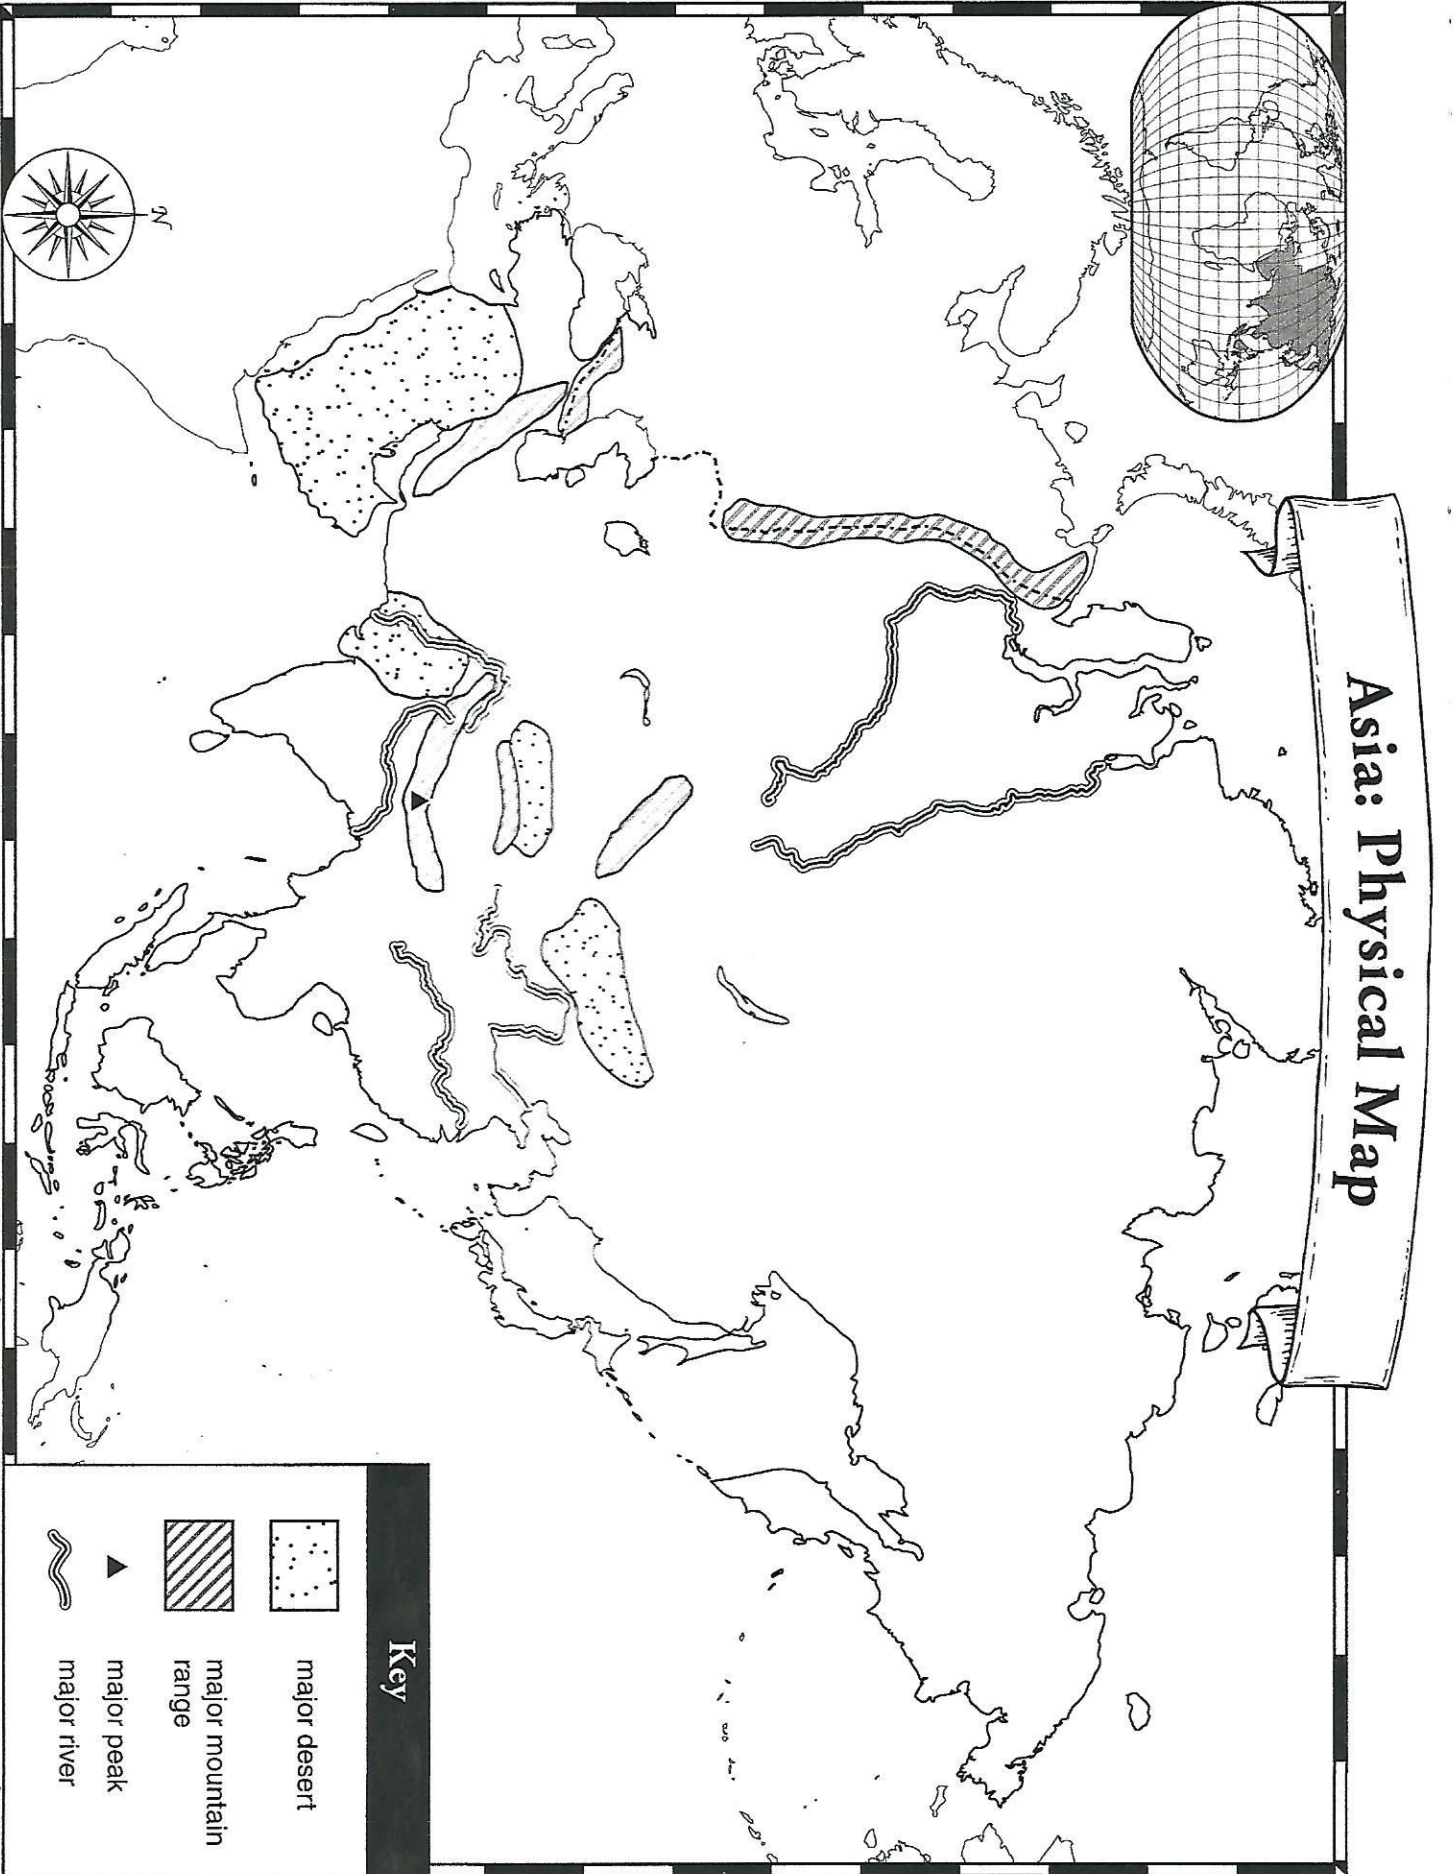 Asia: Physical Map
N
Key
major desert
major mountain
range
major peak
major river